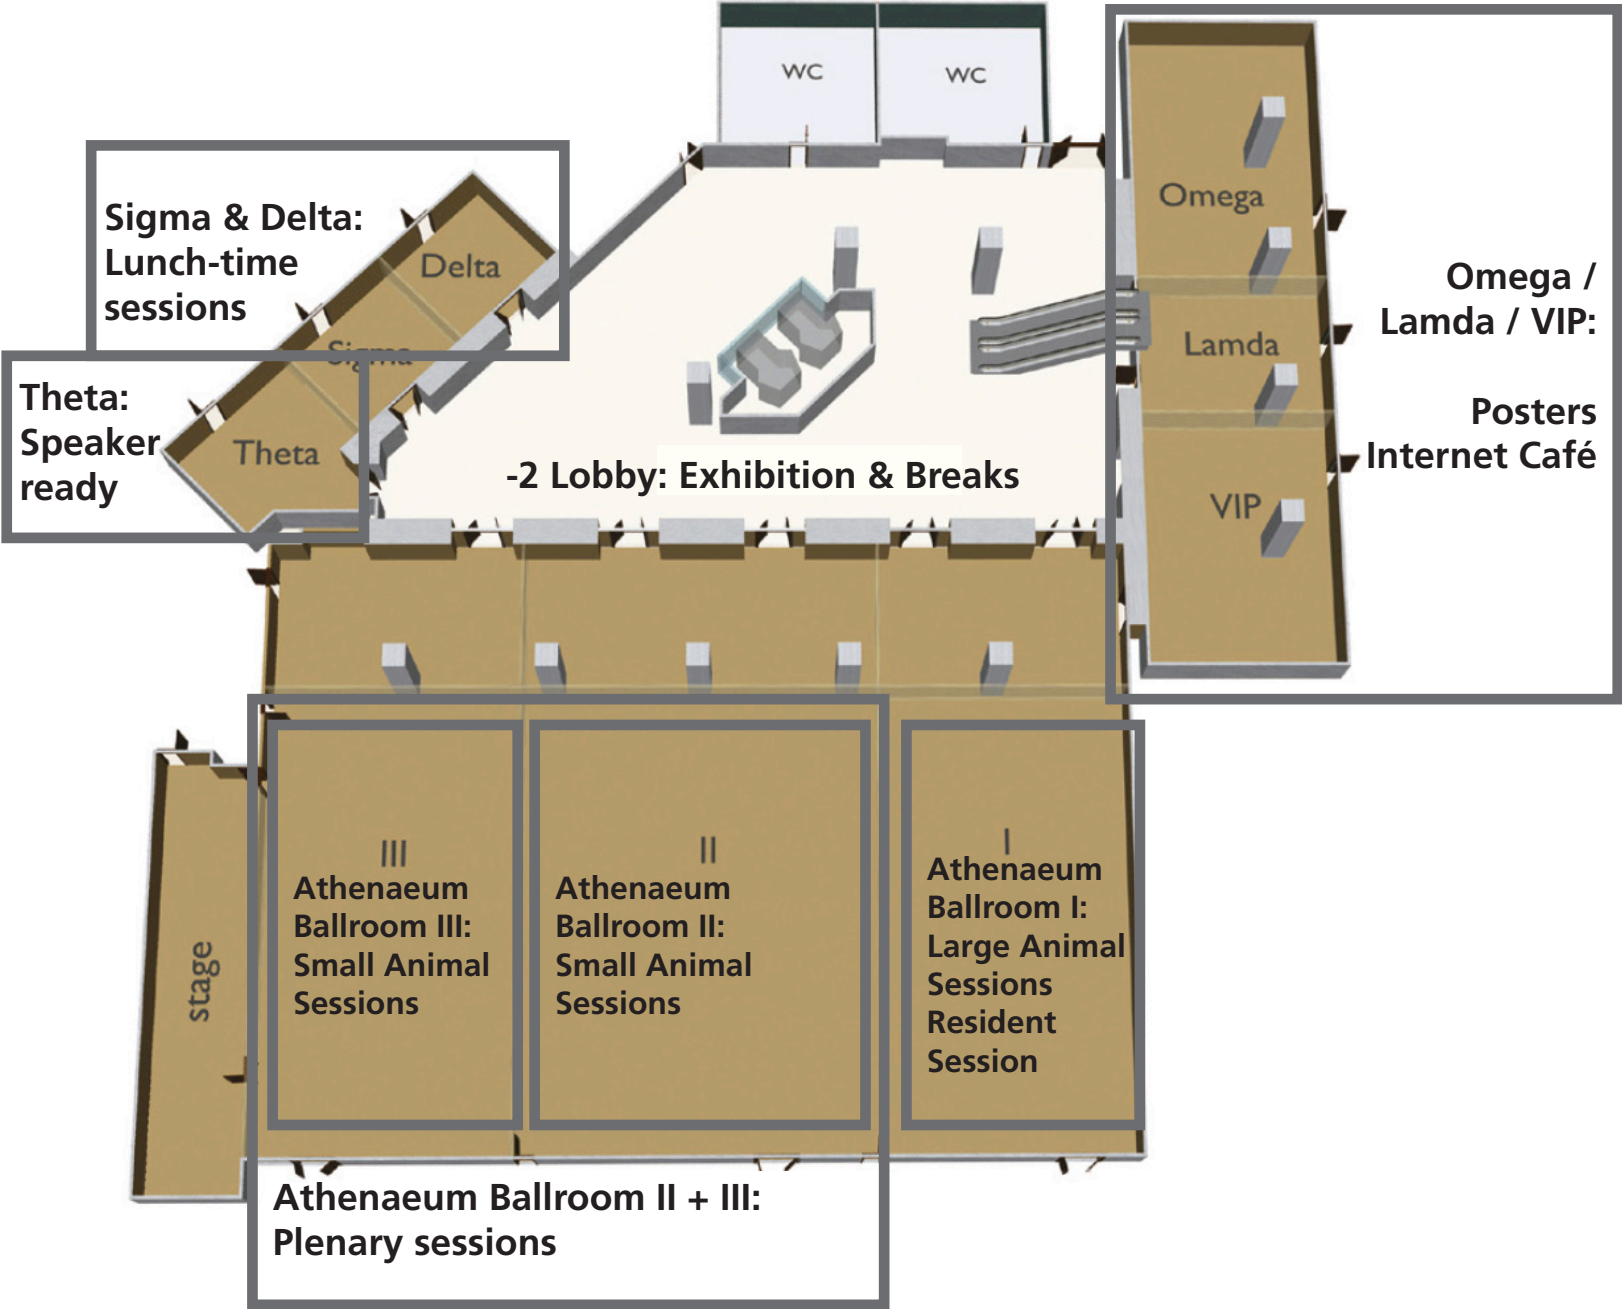 WC
WC
Sigma & Delta:
Lunch-time
sessions
Delta
Sigma
Theta:
Speaker
ready
Theta
Omega
Lamda
VIP
Omega /
Lamda / VIP:
Posters
Internet Café
-2 Lobby: Exhibition & Breaks
stage
III
Athenaeum
Ballroom III:
Small Animal
Sessions
II
Athenaeum
Ballroom II:
Small Animal
Sessions
I
Athenaeum
Ballroom I:
Large Animal
Sessions
Resident
Session
Athenaeum Ballroom II + III:
Plenary sessions